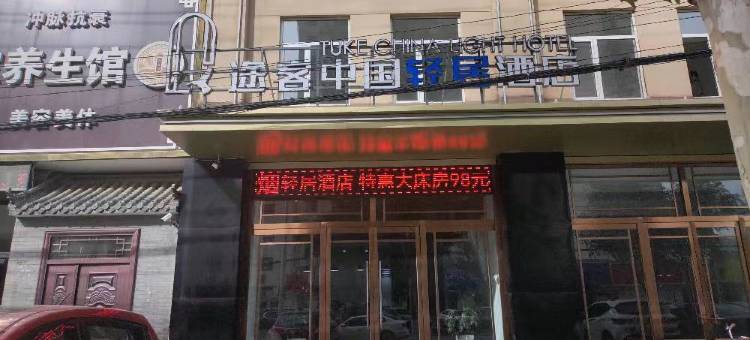 冲脉抗衰
养生馆
美容美体
TUKE CHINA LIGHT HOTEL
途客中国轻居酒店
烟轻居酒店 特惠大床房98元